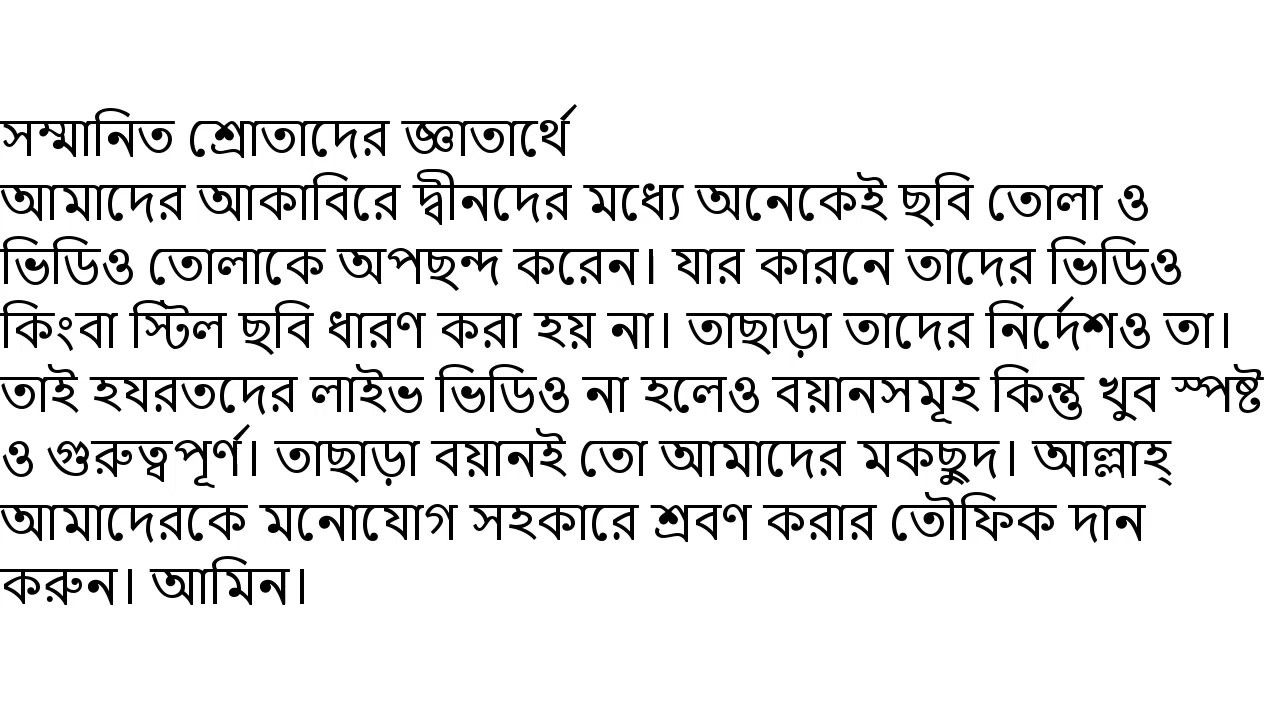 সম্মানিত শ্রোতাদের জ্ঞাতার্থে
আমাদের আকাবিরে দ্বীনদের মধ্যে অনেকেই ছবি তোলা ও
ভিডিও তোলাকে অপছন্দ করেন। যার কারনে তাদের ভিডিও
কিংবা স্টিল ছবি ধারণ করা হয় না। তাছাড়া তাদের নির্দেশও তা।
তাই হযরতদের লাইভ ভিডিও না হলেও বয়ানসমূহ কিন্তু খুব স্পষ্ট
ও গুরুত্বপূর্ণ। তাছাড়া বয়ানই তো আমাদের মকছুদ। আল্লাহ্
আমাদেরকে মনোযোগ সহকারে শ্রবণ করার তৌফিক দান
করুন। আমিন।